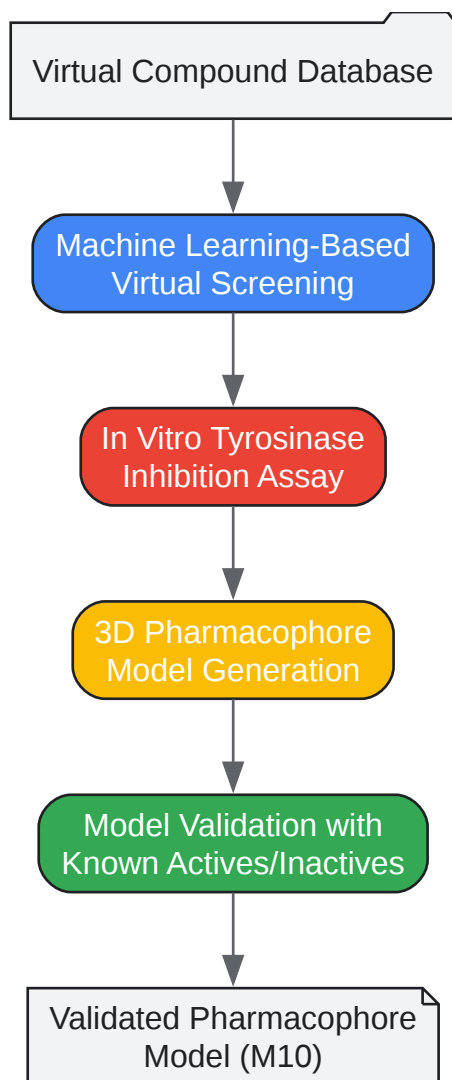 Virtual Compound Database
Machine Learning-Based
Virtual Screening
In Vitro Tyrosinase
Inhibition Assay
3D Pharmacophore
Model Generation
Model Validation with
Known Actives/Inactives
Validated Pharmacophore
Model (M10)